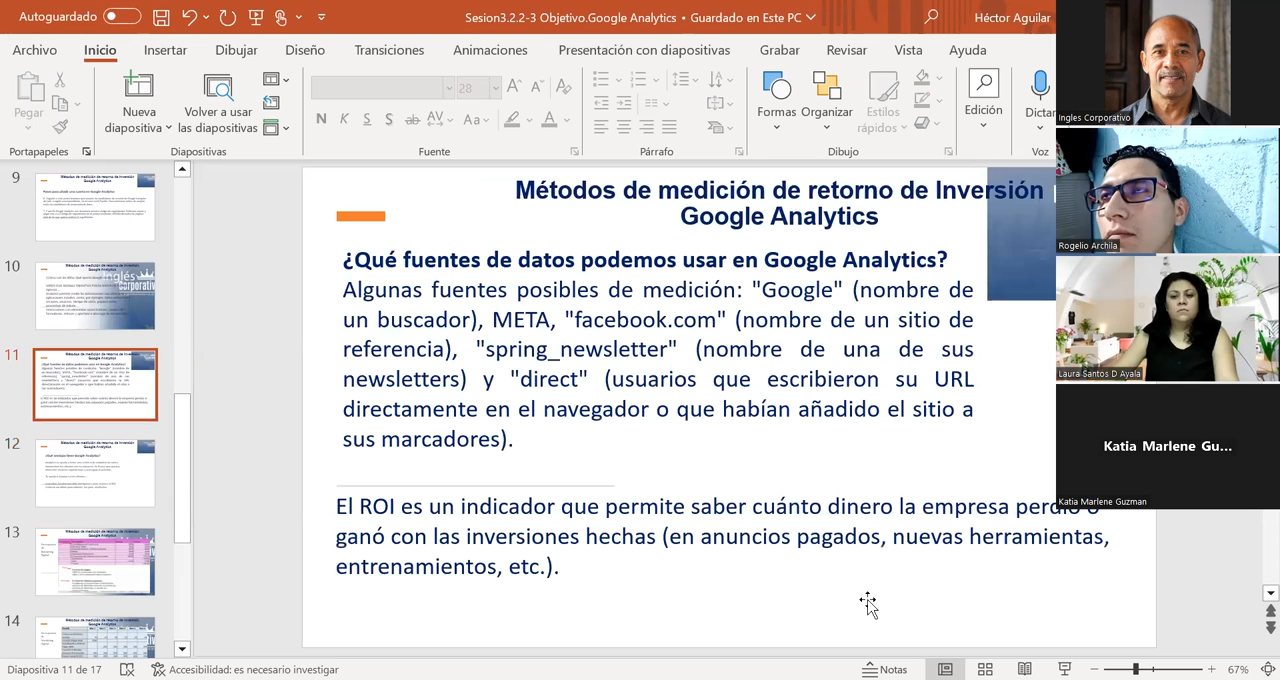 Autoguardado
Sesion3.2.2-3 Objetivo.Google Analytics • Guardado en Este PC
Héctor Aguilar
Archivo
Inicio
Insertar
Dibujar
Diseño
Transiciones
Animaciones
Presentación con diapositivas
Grabar
Revisar
Vista
Ayuda
Pegar
Nueva
diapositiva
Volver a usar
las diapositivas
28
N K S S ab AV Aa A
Formas
Organizar
Estilos
rápidos
Edición
Dictar
Portapapeles
Diapositivas
Fuente
Párrafo
Dibujo
Voz
9
10
11
12
13
14
Métodos de medición de retorno de Inversión
Google Analytics
¿Qué fuentes de datos podemos usar en Google Analytics?
Algunas fuentes posibles de medición: "Google" (nombre de
un buscador), META, "facebook.com" (nombre de un sitio de
referencia), "spring_newsletter" (nombre de una de sus
newsletters) y "direct" (usuarios que escribieron su URL
directamente en el navegador o que habían añadido el sitio a
sus marcadores).
El ROI es un indicador que permite saber cuánto dinero la empresa perdió o
ganó con las inversiones hechas (en anuncios pagados, nuevas herramientas,
entrenamientos, etc.).
Ingles Corporativo
Rogelio Archila
Laura Santos D Ayala
Katia Marlene Gu...
Katia Marlene Guzman
Diapositiva 11 de 17
Accesibilidad: es necesario investigar
Notas
67%